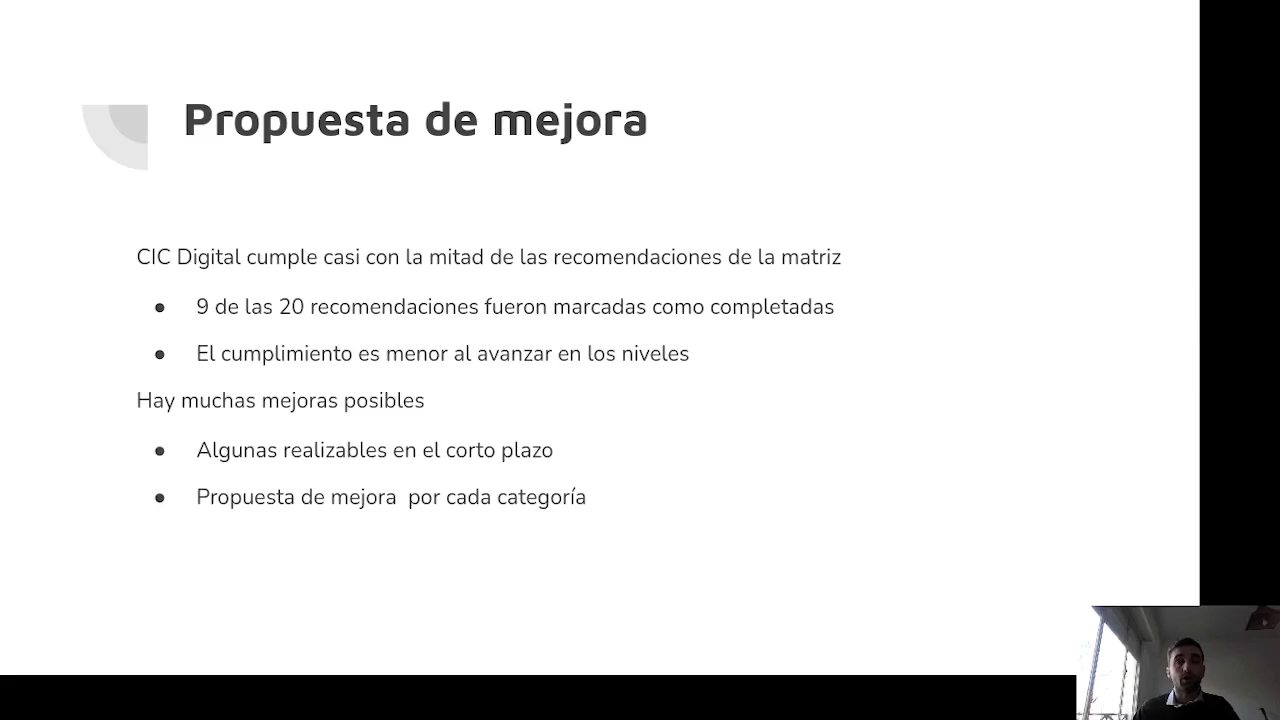 Propuesta de mejora
CIC Digital cumple casi con la mitad de las recomendaciones de la matriz
● 9 de las 20 recomendaciones fueron marcadas como completadas
● El cumplimiento es menor al avanzar en los niveles
Hay muchas mejoras posibles
● Algunas realizables en el corto plazo
● Propuesta de mejora  por cada categoría